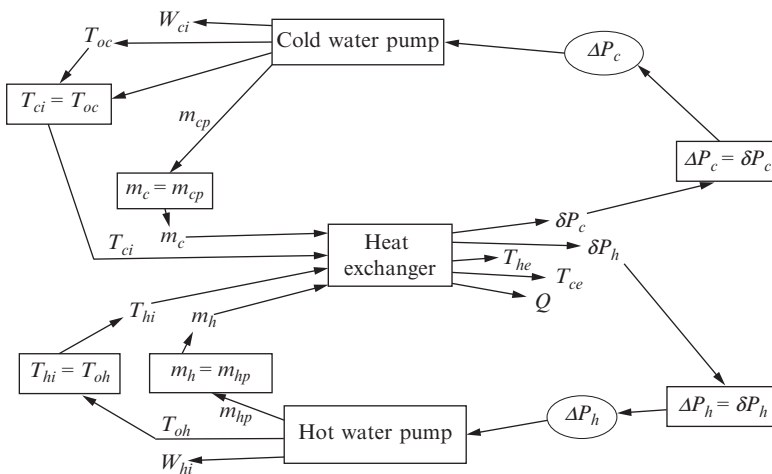 W_ci
T_oc
Cold water pump
ΔP_c
T_ci = T_oc
m_cp
ΔP_c = δP_c
m_c = m_cp
m_c
δP_c
T_ci
Heat
exchanger
δP_h
T_he
T_ce
Q
T_hi
m_h
T_hi = T_oh
m_h = m_hp
m_hp
ΔP_h
ΔP_h = δP_h
T_oh
Hot water pump
W_hi